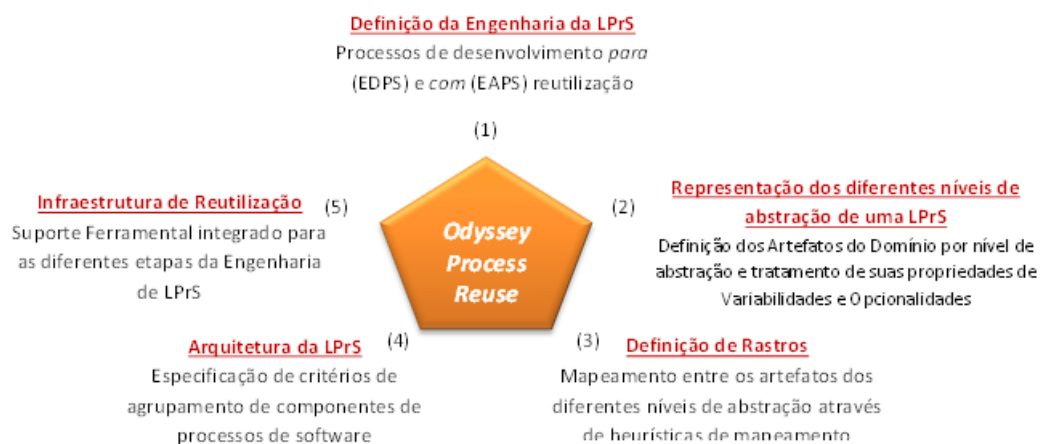 Definição da Engenharia da LPrS
Processos de desenvolvimento para
(EDPS) e com (EAPS) reutilização
(1)
Representação dos diferentes níveis de
abstração de uma LPrS
(2)
Definição dos Artefatos do Domínio por nível de
abstração e tratamento de suas propriedades de
Variabilidades e Opcionalidades
Definição de Rastros
(3)
Mapeamento entre os artefatos dos
diferentes níveis de abstração através
de heurísticas de mapeamento
Arquitetura da LPrS
(4)
Especificação de critérios de
agrupamento de componentes de
processos de software
Infraestrutura de Reutilização
(5)
Suporte Ferramental integrado para
as diferentes etapas da Engenharia
de LPrS
Odyssey
Process
Reuse